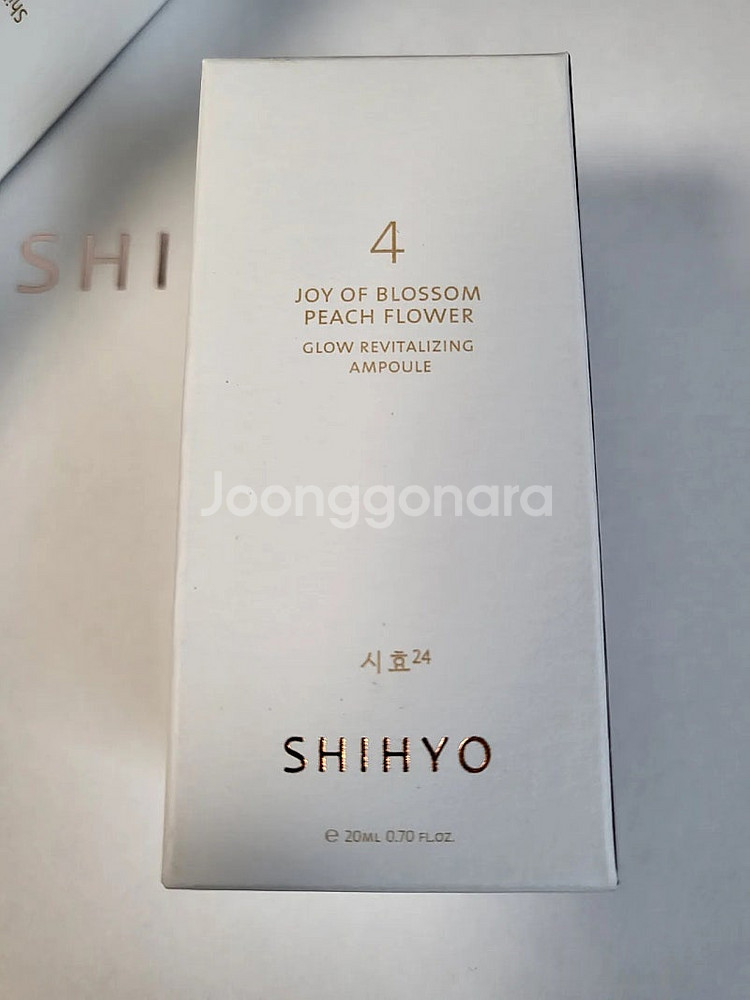 SHI
4
JOY OF BLOSSOM
PEACH FLOWER
GLOW REVITALIZING
AMPOULE
Joonggonara
시효24
SHIHYO
℮ 20ML 0.70 FL.OZ.